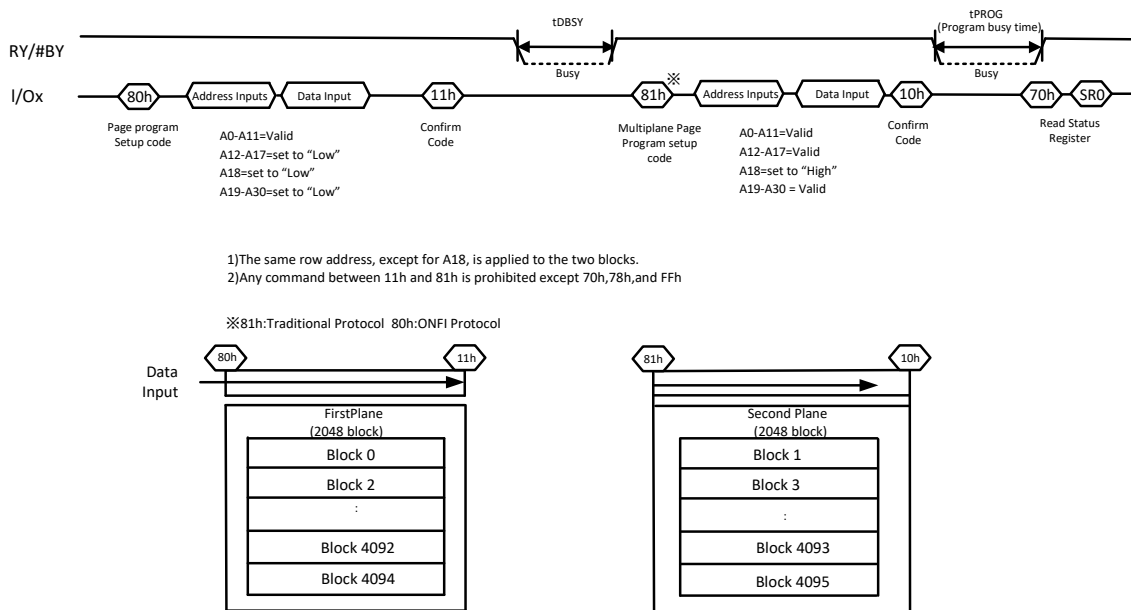 tDBSY
tPROG
(Program busy time)
RY/#BY
Busy
Busy
I/Ox
80h
Address Inputs
Data Input
11h
81h
※
Address Inputs
Data Input
10h
70h
SR0
Page program
Setup code
A0-A11=Valid
A12-A17=set to “Low”
A18=set to “Low”
A19-A30=set to “Low”
Confirm
Code
Multiplane Page
Program setup
code
A0-A11=Valid
A12-A17=Valid
A18=set to “High”
A19-A30 = Valid
Confirm
Code
Read Status
Register
1)The same row address, except for A18, is applied to the two blocks.
2)Any command between 11h and 81h is prohibited except 70h,78h,and FFh
※81h:Traditional Protocol 80h:ONFI Protocol
80h
11h
81h
10h
Data
Input
FirstPlane
(2048 block)
Block 0
Block 2
:
Block 4092
Block 4094
Second Plane
(2048 block)
Block 1
Block 3
:
Block 4093
Block 4095